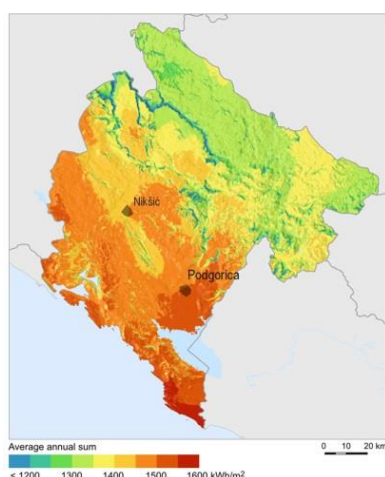 Nikšić
Podgorica
Average annual sum
0 10 20 km
< 1200 1300 1400 1500 1600 kWh/m²